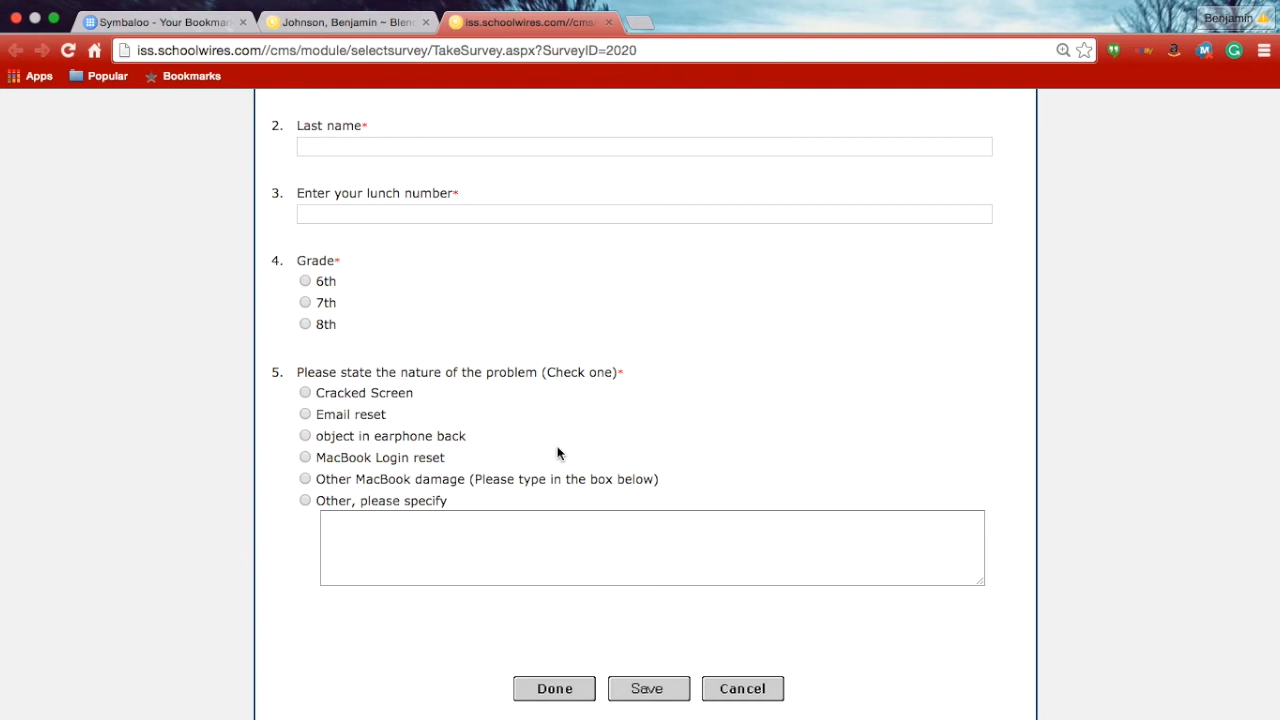 Symbaloo - Your Bookmar
Johnson, Benjamin ~ Blen
iss.schoolwires.com//cms
Benjamin
iss.schoolwires.com//cms/module/selectsurvey/TakeSurvey.aspx?SurveyID=2020
Apps Popular Bookmarks
2. Last name*
3. Enter your lunch number*
4. Grade*
6th
7th
8th
5. Please state the nature of the problem (Check one)*
Cracked Screen
Email reset
object in earphone back
MacBook Login reset
Other MacBook damage (Please type in the box below)
Other, please specify
Done Save Cancel